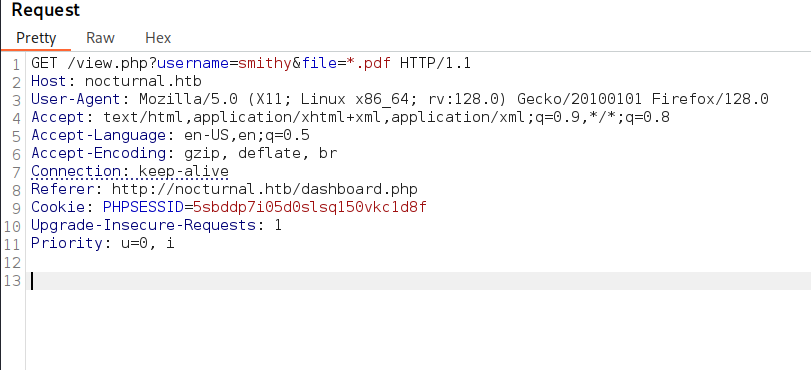 Request
Pretty Raw Hex
1 GET /view.php?username=smithy&file=*.pdf HTTP/1.1
2 Host: nocturnal.htb
3 User-Agent: Mozilla/5.0 (X11; Linux x86_64; rv:128.0) Gecko/20100101 Firefox/128.0
4 Accept: text/html,application/xhtml+xml,application/xml;q=0.9,*/*;q=0.8
5 Accept-Language: en-US,en;q=0.5
6 Accept-Encoding: gzip, deflate, br
7 Connection: keep-alive
8 Referer: http://nocturnal.htb/dashboard.php
9 Cookie: PHPSESSID=5sbddp7i05d0slsq150vkc1d8f
10 Upgrade-Insecure-Requests: 1
11 Priority: u=0, i
12
13